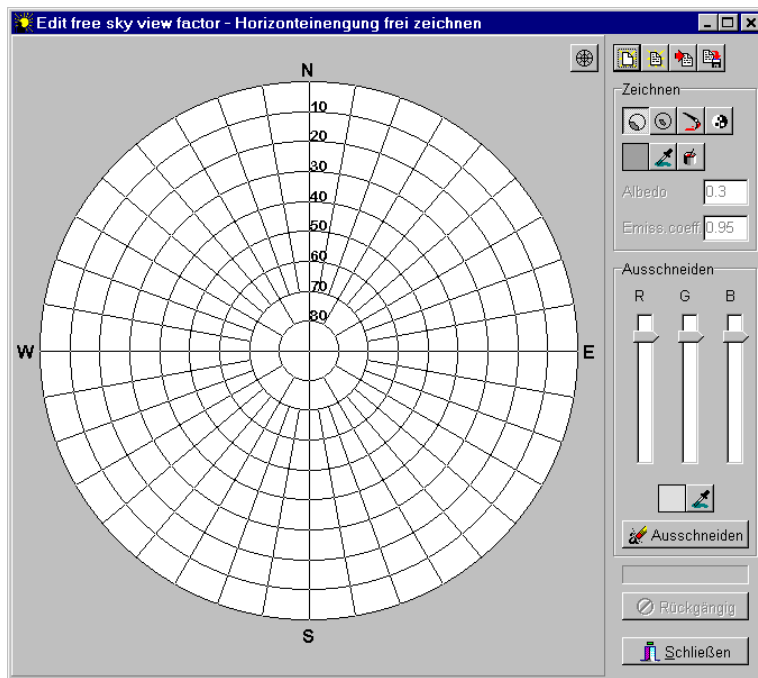 Edit free sky view factor - Horizonteinengung frei zeichnen
N
10
20
30
40
50
60
70
80
W
E
S
Zeichnen
Albedo 0.3
Emiss.coeff. 0.95
Ausschneiden
R G B
Ausschneiden
Rückgängig
Schließen